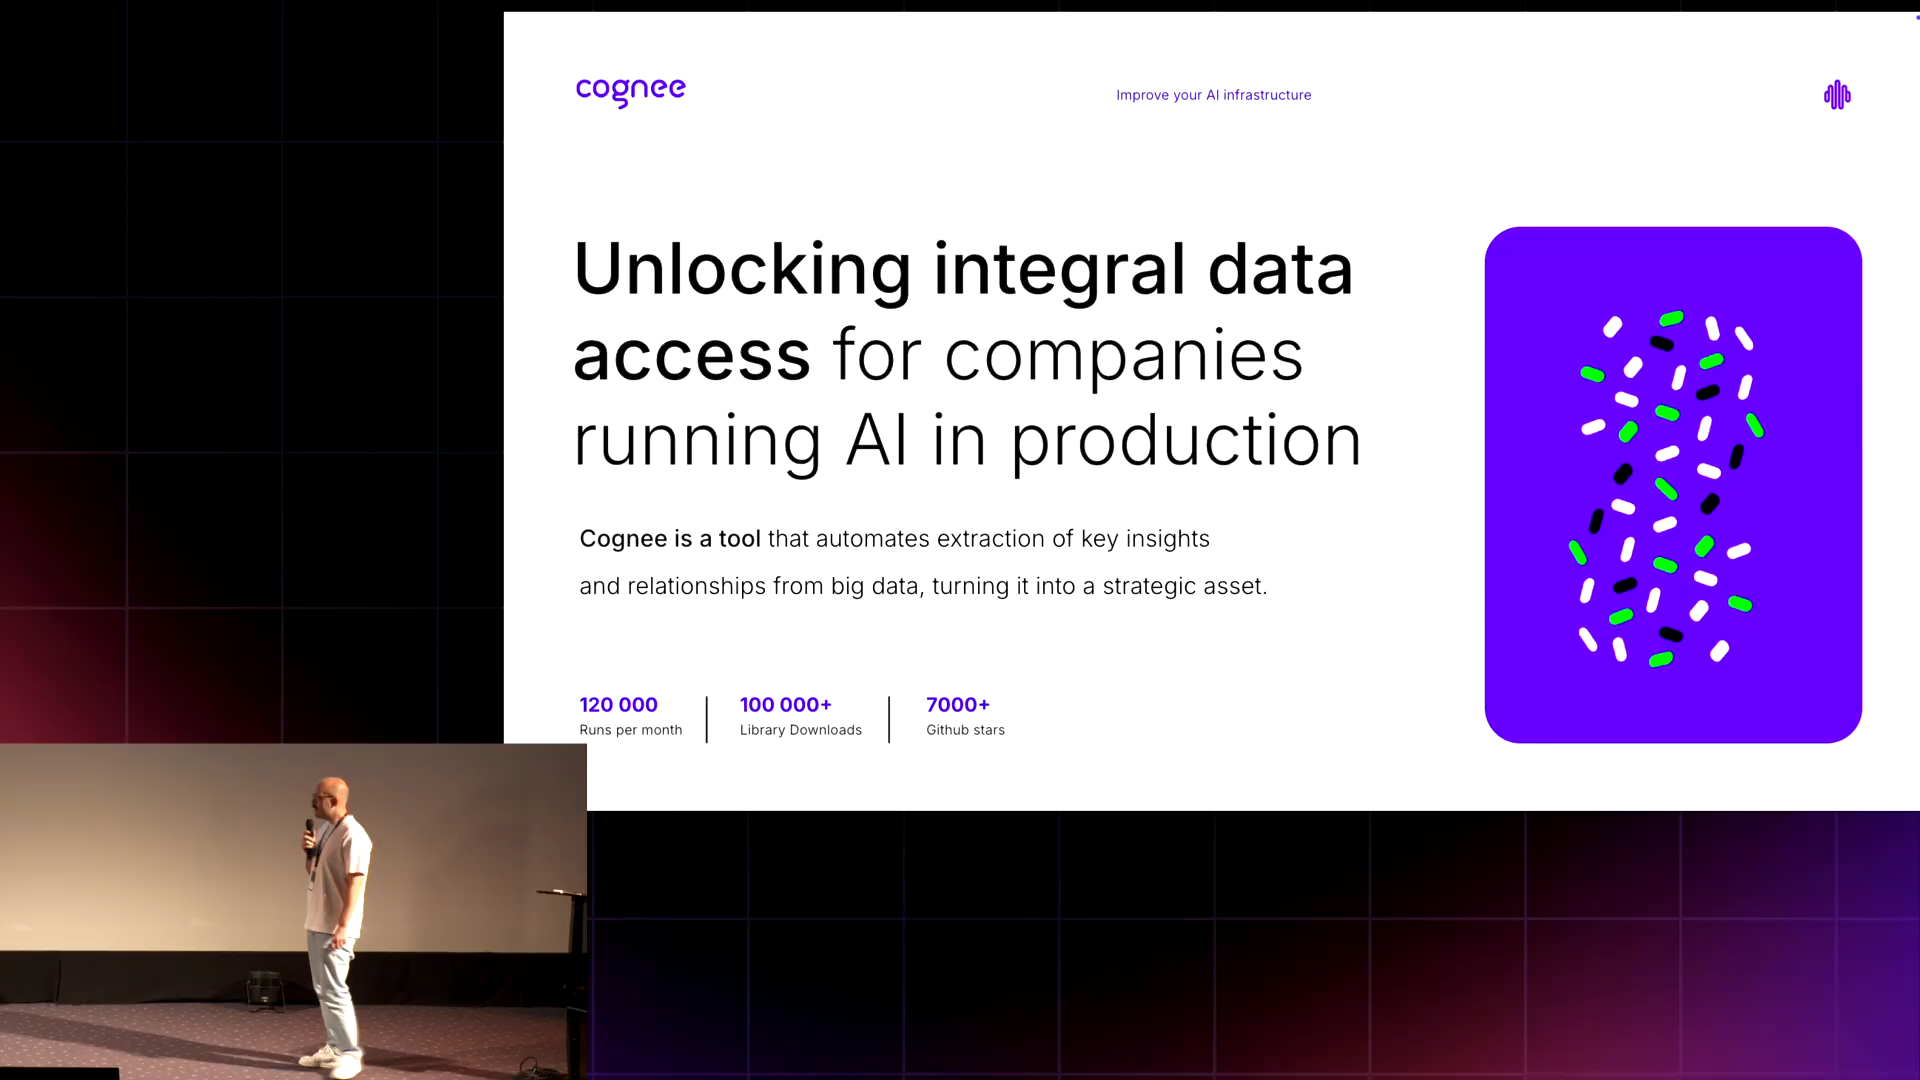 cognee
Improve your AI infrastructure
Unlocking integral data
access for companies
running AI in production
Cognee is a tool that automates extraction of key insights
and relationships from big data, turning it into a strategic asset.
120 000
Runs per month
100 000+
Library Downloads
7000+
Github stars